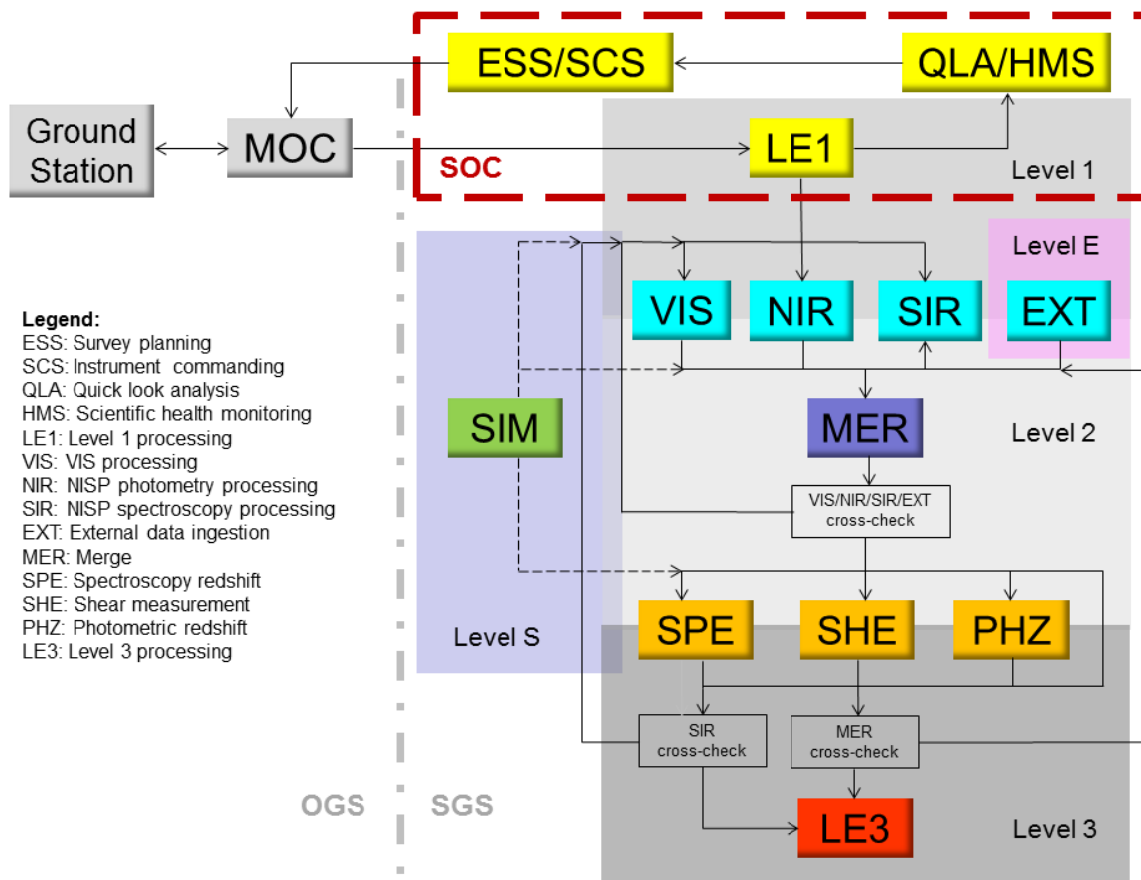 ESS/SCS
QLA/HMS
Ground
Station
MOC
LE1
SOC
Level 1
Level E
VIS
NIR
SIR
EXT
Legend:
ESS: Survey planning
SCS: Instrument commanding
QLA: Quick look analysis
HMS: Scientific health monitoring
LE1: Level 1 processing
VIS: VIS processing
NIR: NISP photometry processing
SIR: NISP spectroscopy processing
EXT: External data ingestion
MER: Merge
SPE: Spectroscopy redshift
SHE: Shear measurement
PHZ: Photometric redshift
LE3: Level 3 processing
SIM
MER
Level 2
VIS/NIR/SIR/EXT
cross-check
Level S
SPE
SHE
PHZ
SIR
cross-check
MER
cross-check
OGS
SGS
LE3
Level 3